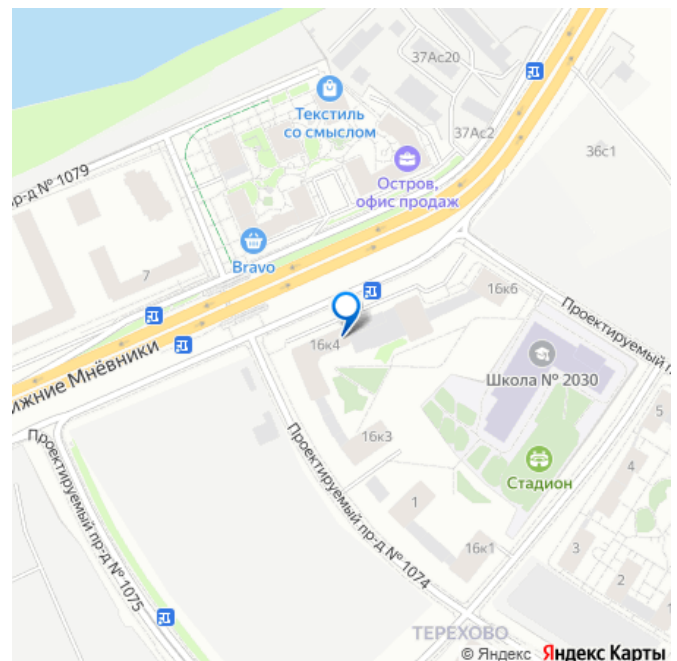 37Ас20
Текстиль
со смыслом
37Ас2
36с1
Остров,
офис продаж
р-д № 1079
Bravo
7
16к6
Проектируемый п
16к4
ижние Мнёвники
Школа № 2030
5
16к3
Стадион
4
Проектируемый пр-д № 1075
Проектируемый пр-д № 1074
1
16к1
3
2
1
ТЕРЕХОВО
© Яндекс Яндекс Карты